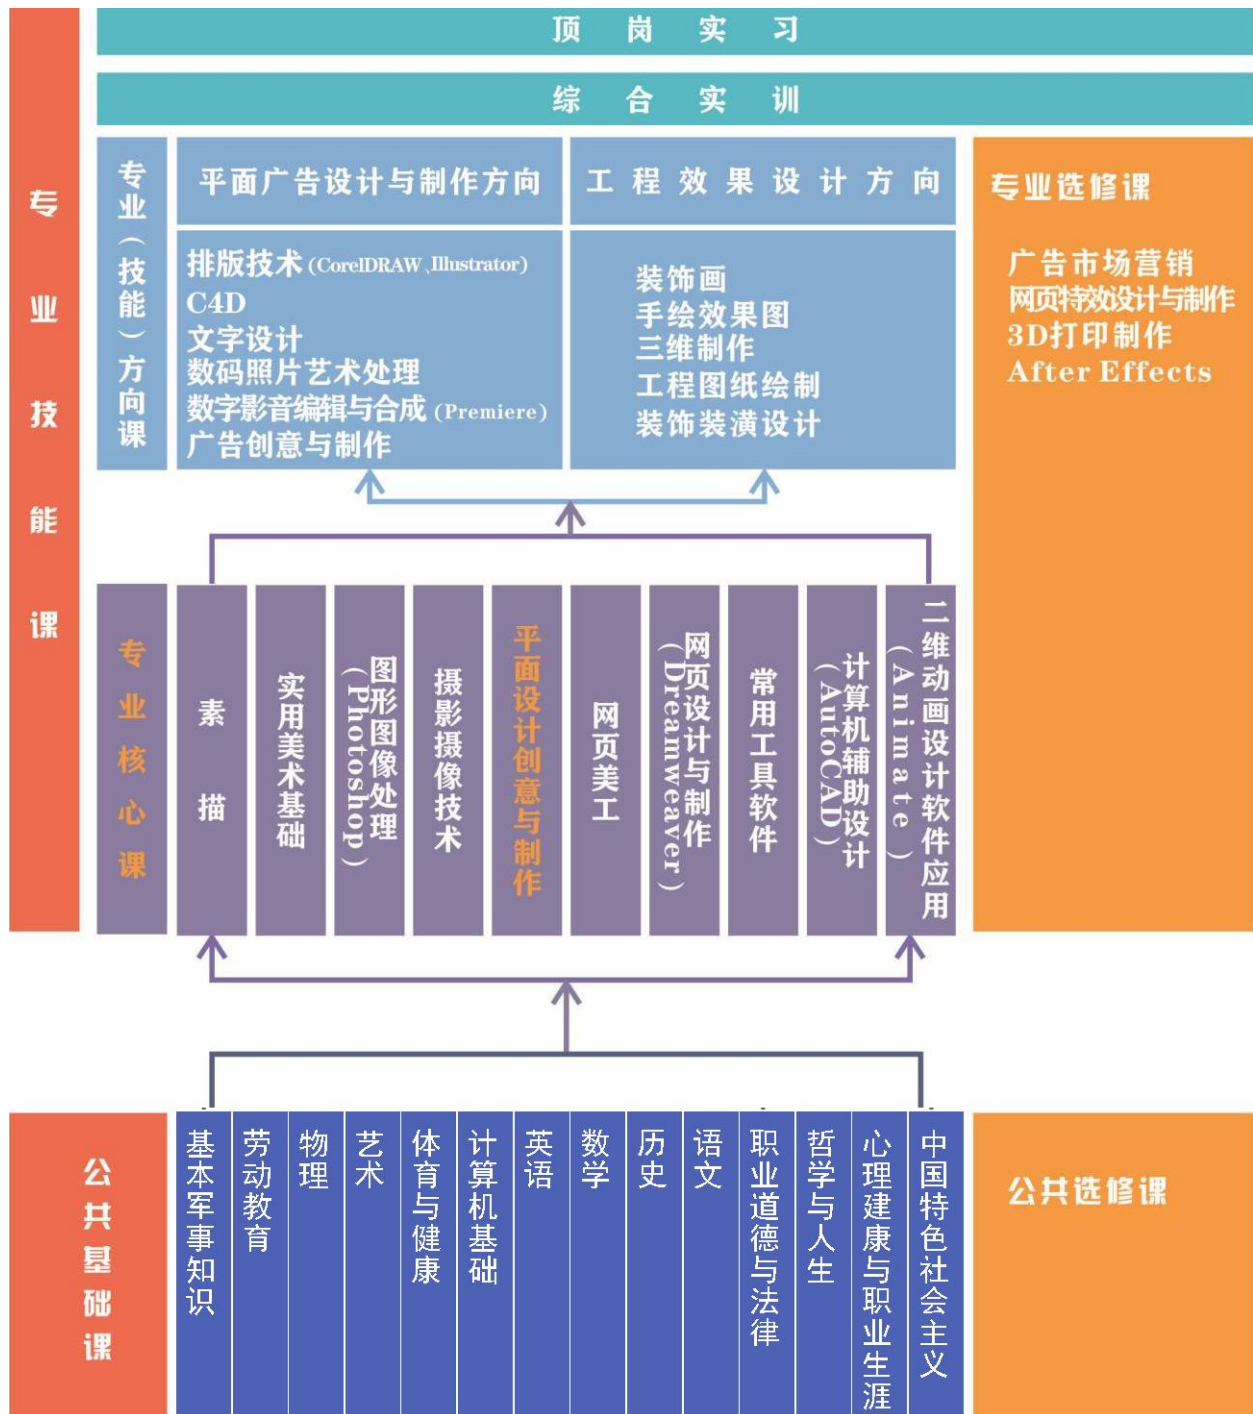 顶岗实习
综合实训
专业技能课
专业（技能）方向课
平面广告设计与制作方向
排版技术(CorelDRAW、Illustrator)
C4D
文字设计
数码照片艺术处理
数字影音编辑与合成(Premiere)
广告创意与制作
工程效果设计方向
装饰画
手绘效果图
三维制作
工程图纸绘制
装饰装潢设计
专业选修课
广告市场营销
网页特效设计与制作
3D打印制作
After Effects
专业核心课
素描
实用美术基础
图形图像处理
(Photoshop)
摄影摄像技术
平面设计创意与制作
网页美工
网页设计与制作
(Dreamweaver)
常用工具软件
计算机辅助设计
(AutoCAD)
二维动画设计软件应用
(Animate)
公共基础课
基本军事知识
劳动教育
物理
艺术
体育与健康
计算机基础
英语
数学
历史
语文
职业道德与法律
哲学与人生
心理建康与职业生涯
中国特色社会主义
公共选修课